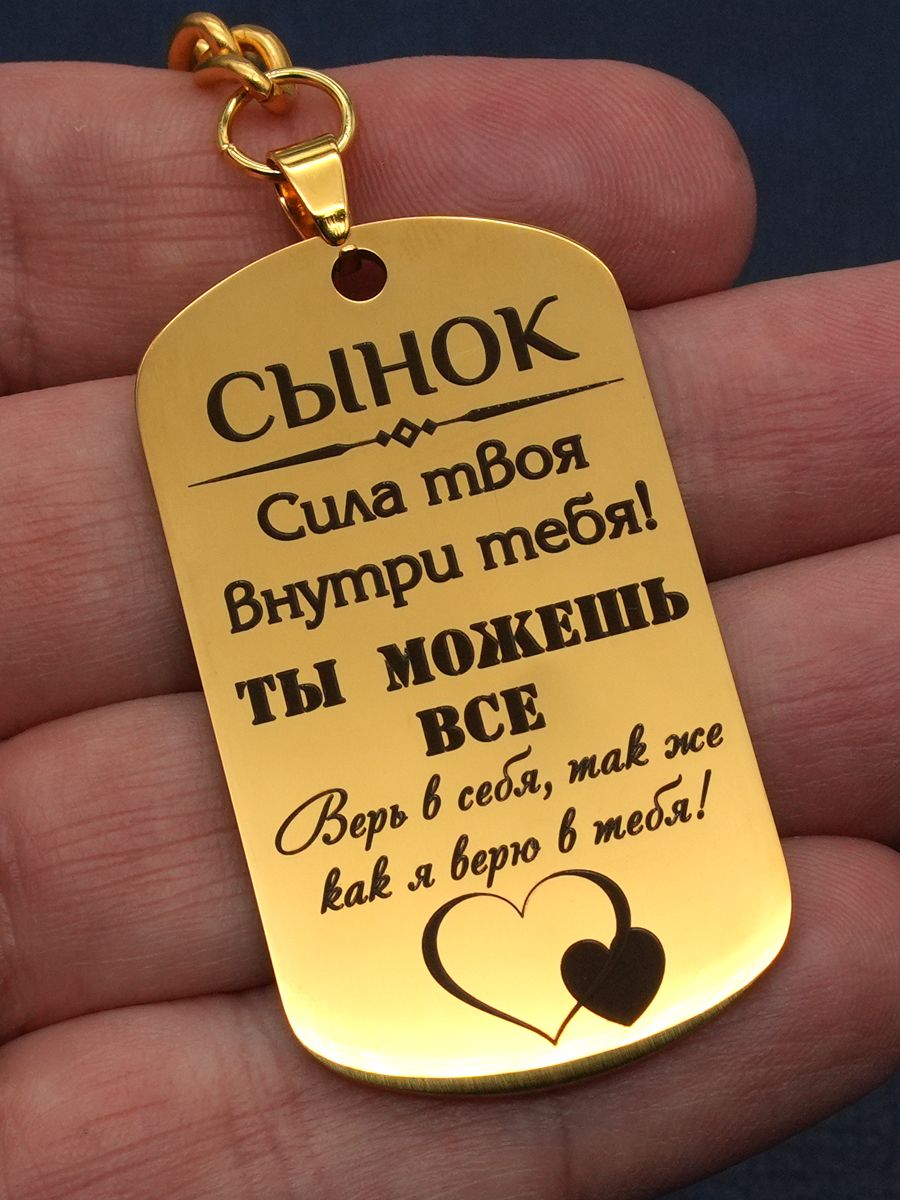 СЫНОК
Сила твоя
внутри тебя!
ТЫ МОЖЕШЬ
ВСЕ
Верь в себя, так же
как я верю в тебя!